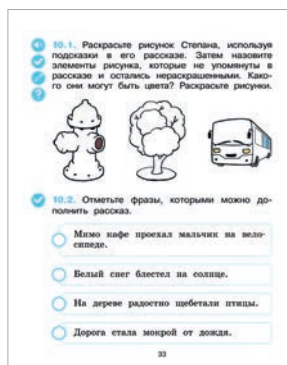 10.1. Раскрасьте рисунок Степана, используя
подсказки в его рассказе. Затем назовите
элементы рисунка, которые не упомянуты в
рассказе и остались нераскрашенными. Како-
го они могут быть цвета? Раскрасьте рисунки.
10.2. Отметьте фразы, которыми можно до-
полнить рассказ.
Мимо кафе проехал мальчик на вело-
сипеде.
Белый снег блестел на солнце.
На дереве радостно щебетали птицы.
Дорога стала мокрой от дождя.
33